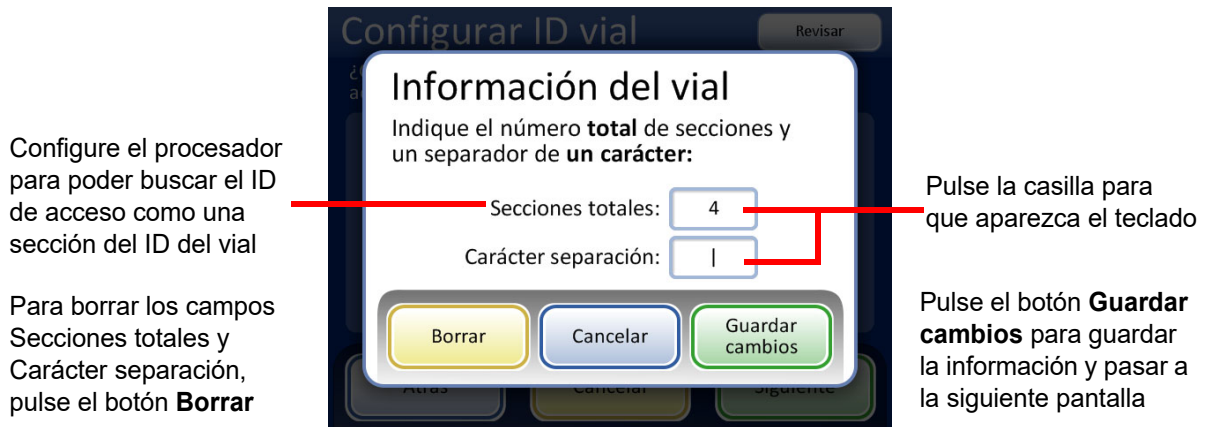 Configurar ID vial
Revisar
Información del vial
Indique el número total de secciones y
un separador de un carácter:
Secciones totales: 4
Carácter separación: |
Borrar
Cancelar
Guardar
cambios
Atrás
Cancelar
Siguiente
Configure el procesador
para poder buscar el ID
de acceso como una
sección del ID del vial
Para borrar los campos
Secciones totales y
Carácter separación,
pulse el botón Borrar
Pulse la casilla para
que aparezca el teclado
Pulse el botón Guardar
cambios para guardar
la información y pasar a
la siguiente pantalla